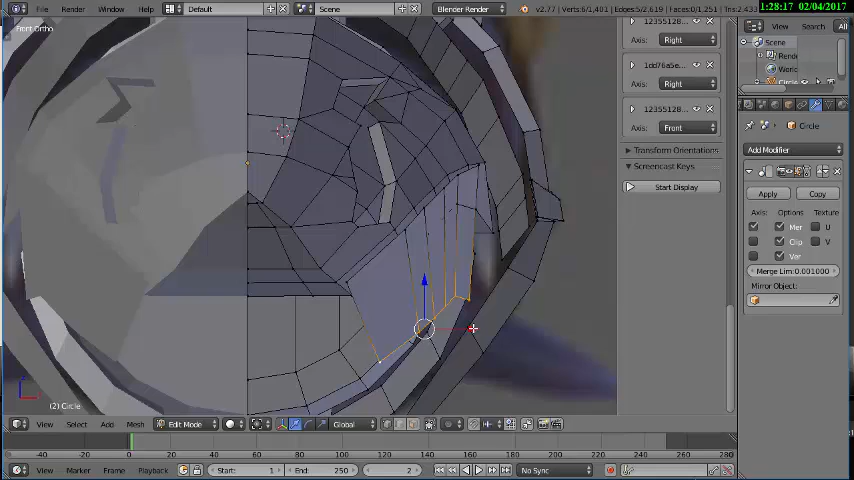 File Render Window Help Default Scene Blender Render v2.77 | Verts:6/1,401 | Edges:5/2,619 | Faces:0/1,251 | Tris:2,433
1:28:17 02/04/2017
Front Ortho
12355128...
Axis: Right
1dd76a5e...
Axis: Right
12355128...
Axis: Front
Transform Orientations
Screencast Keys
Start Display
(2) Circle
View Select Add Mesh Edit Mode Global
-40 -20 0 20 40 60 80 100 120 140 160 180 200 220 240 260 280
View Marker Frame Playback Start: 1 End: 250 2 No Sync
View Search All
Scene
Rende
World
Circle
Circle
Add Modifier
Apply Copy
Axis: Options Texture
Mer U
Clip V
Ver
Merge Lim:0.001000
Mirror Object: